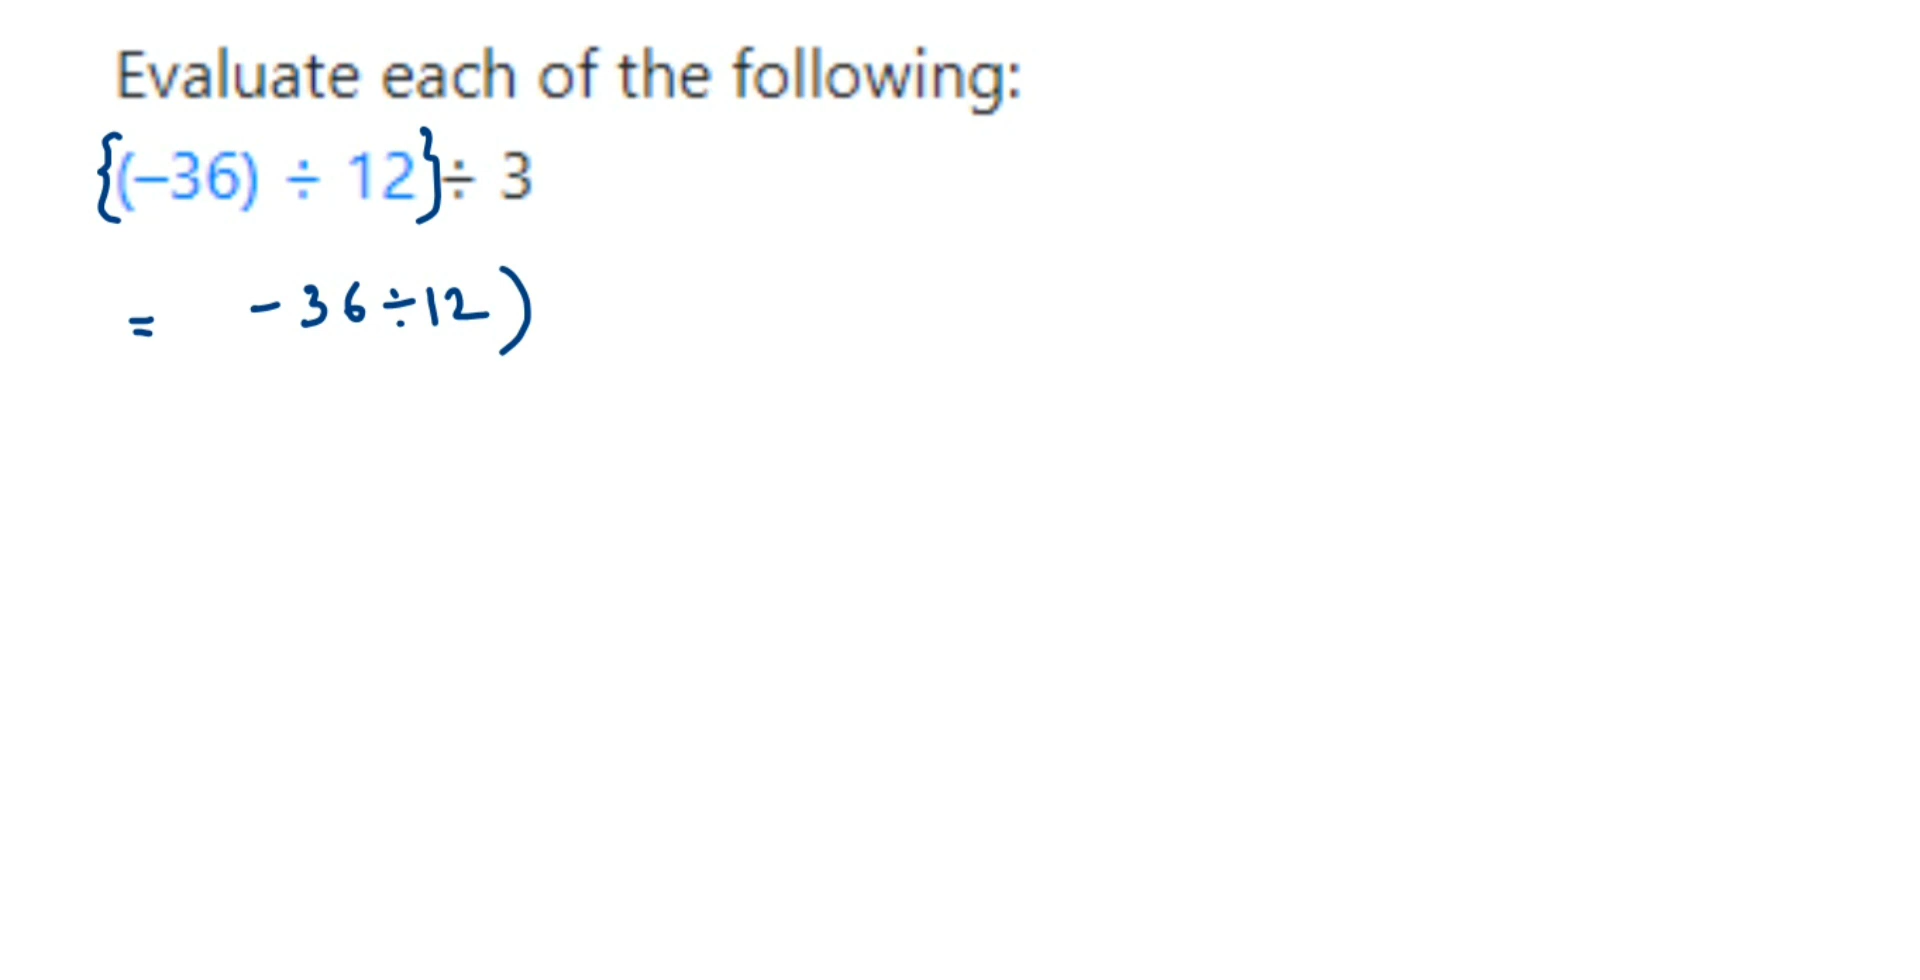 Evaluate each of the following:
{(−36) ÷ 12} ÷ 3
= -36÷12)